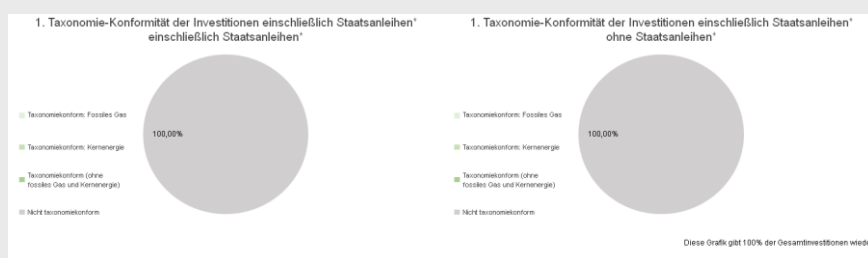 1. Taxonomie-Konformität der Investitionen einschließlich Staatsanleihen*
einschließlich Staatsanleihen*
Taxonomiekonform: Fossiles Gas
Taxonomiekonform: Kernenergie
Taxonomiekonform (ohne
fossiles Gas und Kernenergie)
Nicht taxonomiekonform
100,00%
1. Taxonomie-Konformität der Investitionen einschließlich Staatsanleihen*
ohne Staatsanleihen*
Taxonomiekonform: Fossiles Gas
Taxonomiekonform: Kernenergie
Taxonomiekonform (ohne
fossiles Gas und Kernenergie)
Nicht taxonomiekonform
100,00%
Diese Grafik gibt 100% der Gesamtinvestitionen wied